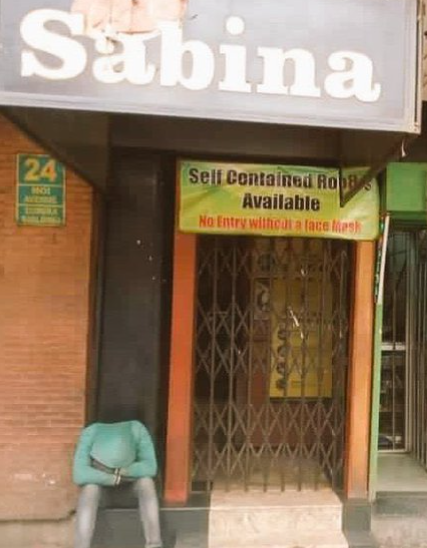 Sabina
24
MOI
AVENUE
Self Contained Rooms
Available
No Entry without a face Mask